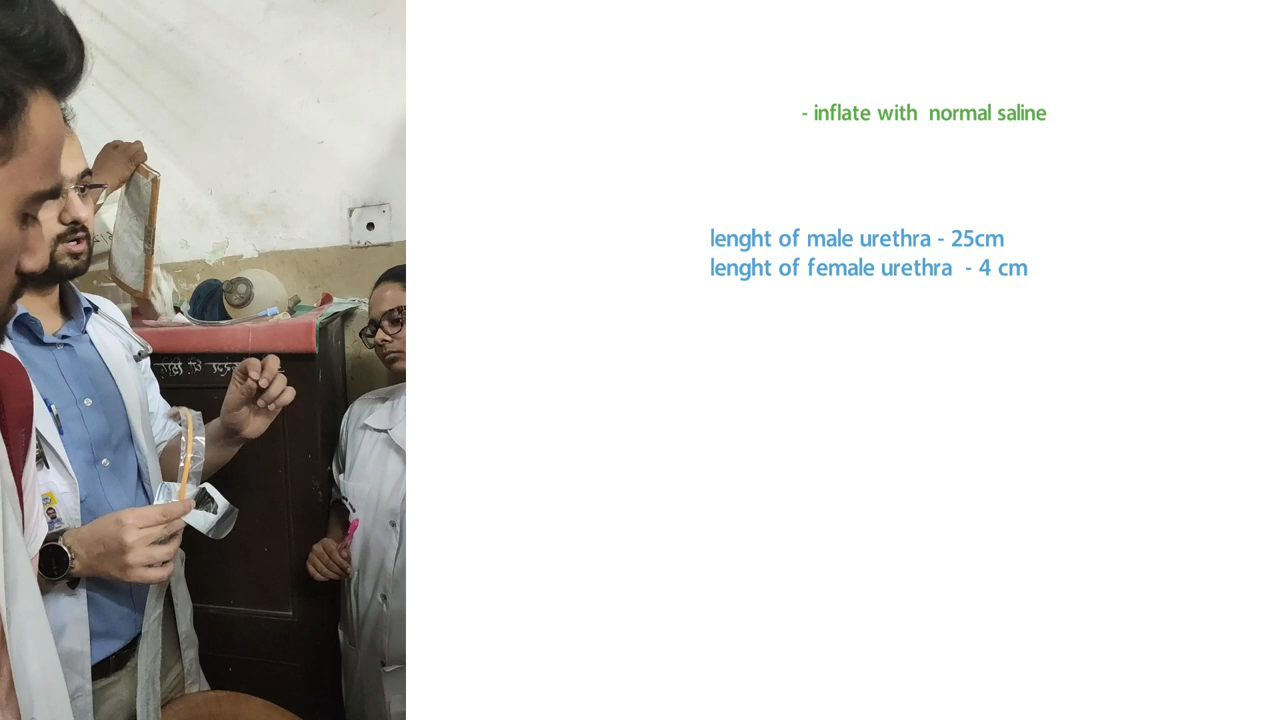 - inflate with normal saline
lenght of male urethra - 25cm
lenght of female urethra - 4 cm